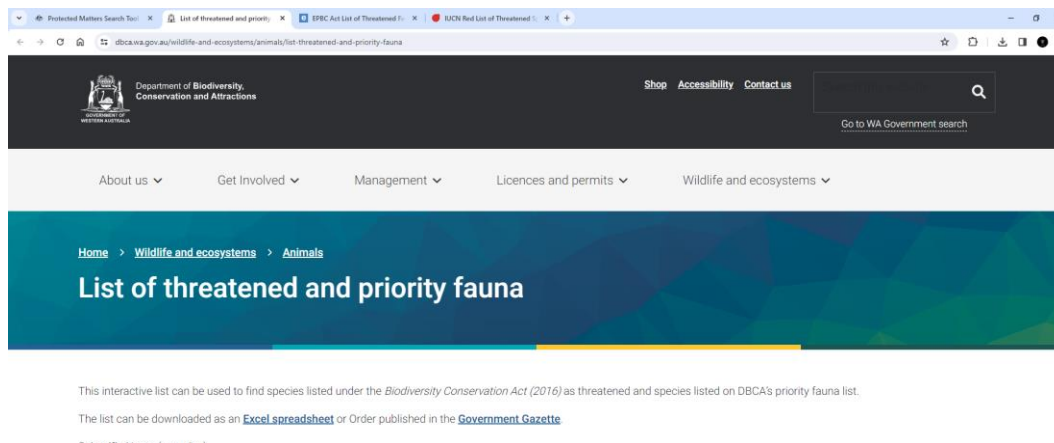 Protected Matters Search Tool
List of threatened and priority
EPBC Act List of Threatened Fa
IUCN Red List of Threatened S
dbca.wa.gov.au/wildlife-and-ecosystems/animals/list-threatened-and-priority-fauna
GOVERNMENT OF
WESTERN AUSTRALIA
Department of Biodiversity,
Conservation and Attractions
Shop Accessibility Contact us
Go to WA Government search
About us Get Involved Management Licences and permits Wildlife and ecosystems
Home > Wildlife and ecosystems > Animals
List of threatened and priority fauna
This interactive list can be used to find species listed under the Biodiversity Conservation Act (2016) as threatened and species listed on DBCA's priority fauna list.
The list can be downloaded as an Excel spreadsheet or Order published in the Government Gazette.